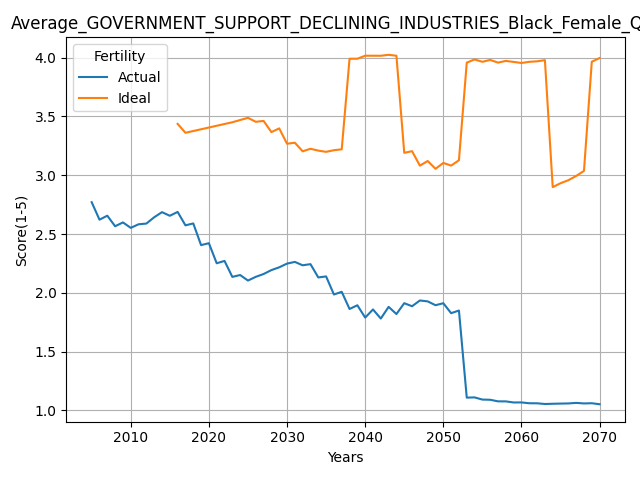 Average_GOVERNMENT_SUPPORT_DECLINING_INDUSTRIES_Black_Female_Q
Fertility
Actual
Ideal
4.0
3.5
3.0
2.5
2.0
1.5
1.0
Score(1-5)
2010 2020 2030 2040 2050 2060 2070
Years